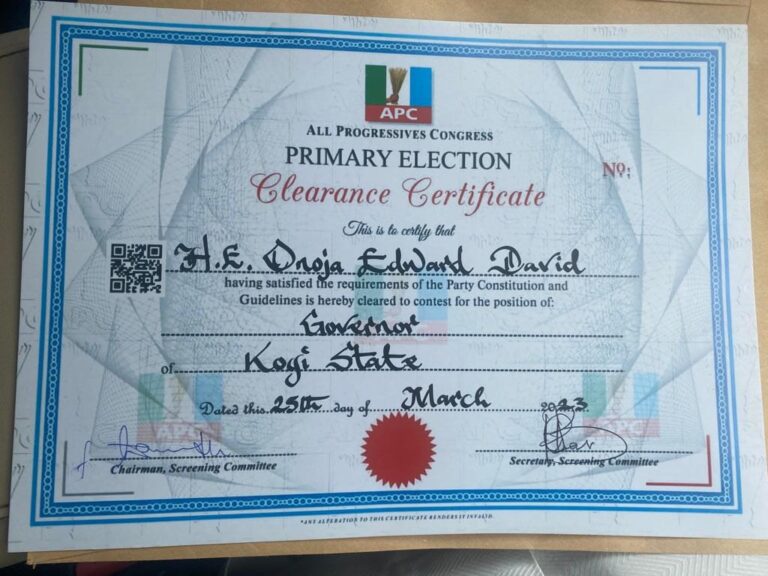 APC
ALL PROGRESSIVES CONGRESS
PRIMARY ELECTION
Nº:
Clearance Certificate
This is to certify that
H.E. Onoja Edward David
having satisfied the requirements of the Party Constitution and
Guidelines is hereby cleared to contest for the position of:
Governor
of Kogi State
Dated this 25th day of March 2023
Chairman, Screening Committee
Secretary, Screening Committee
*ANY ALTERATION TO THIS CERTIFICATE RENDERS IT INVALID.
APC
APC